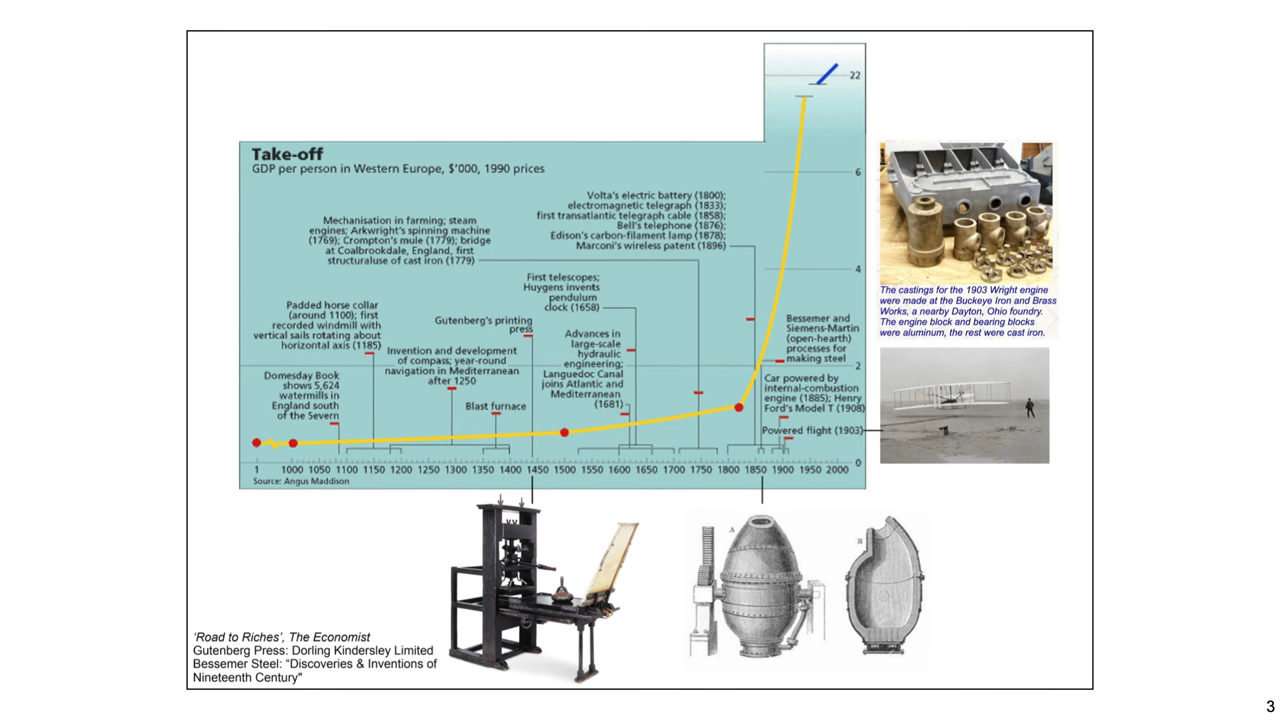 22
Take-off
GDP per person in Western Europe, $'000, 1990 prices
6
Volta's electric battery (1800);
electromagnetic telegraph (1833);
first transatlantic telegraph cable (1858);
Bell's telephone (1876);
Edison's carbon-filament lamp (1878);
Marconi's wireless patent (1896)
Mechanisation in farming; steam
engines; Arkwright's spinning machine
(1769); Crompton's mule (1779); bridge
at Coalbrookdale, England, first
structuraluse of cast iron (1779)
4
First telescopes;
Huygens invents
pendulum
clock (1658)
The castings for the 1903 Wright engine
were made at the Buckeye Iron and Brass
Works, a nearby Dayton, Ohio foundry.
The engine block and bearing blocks
were aluminum, the rest were cast iron.
Padded horse collar
(around 1100); first
recorded windmill with
vertical sails rotating about
horizontal axis (1185)
Gutenberg's printing
press
Bessemer and
Siemens-Martin
(open-hearth)
processes for
making steel
Advances in
large-scale
hydraulic
engineering;
Languedoc Canal
joins Atlantic and
Mediterranean
(1681)
Invention and development
of compass; year-round
navigation in Mediterranean
after 1250
2
Domesday Book
shows 5,624
watermills in
England south
of the Severn
Car powered by
internal-combustion
engine (1885); Henry
Ford's Model T (1908)
Blast furnace
Powered flight (1903)
0
1 1000 1050 1100 1150 1200 1250 1300 1350 1400 1450 1500 1550 1600 1650 1700 1750 1800 1850 1900 1950 2000
Source: Angus Maddison
A
B
'Road to Riches', The Economist
Gutenberg Press: Dorling Kindersley Limited
Bessemer Steel: “Discoveries & Inventions of
Nineteenth Century"
3